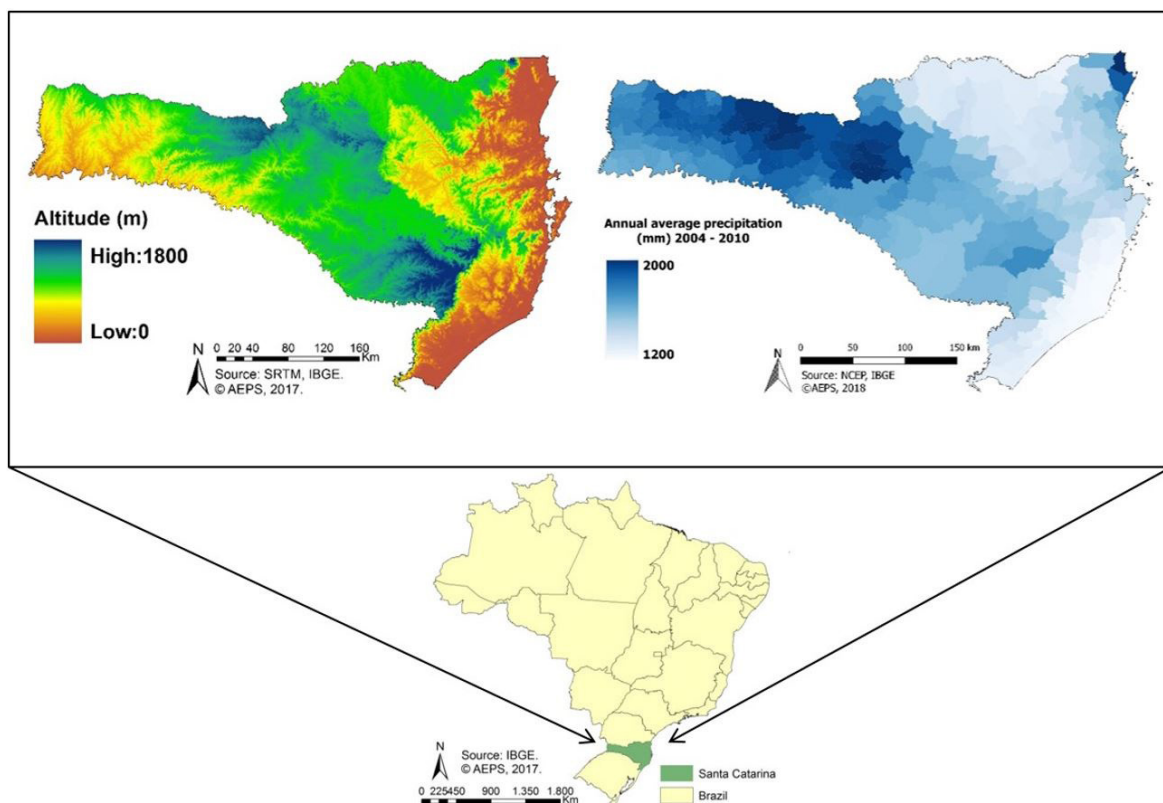 Altitude (m)
High:1800
Low:0
N
0 20 40 80 120 160
Km
Source: SRTM, IBGE.
© AEPS, 2017.
Annual average precipitation
(mm) 2004 - 2010
2000
1200
N
0 50 100 150 km
Source: NCEP, IBGE
©AEPS, 2018
N
Source: IBGE.
© AEPS, 2017.
0 225450 900 1.350 1.800
Km
Santa Catarina
Brazil